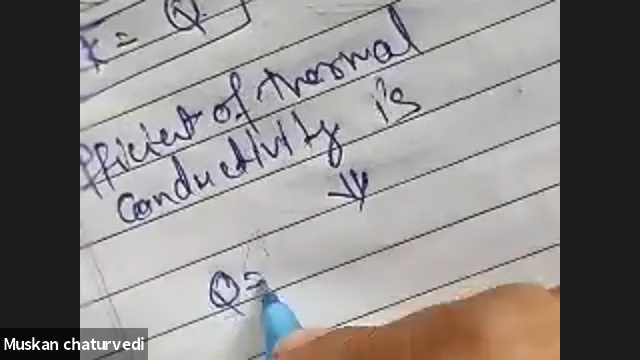 k = Q
fficient of thermal
conductivity is
Q =
Muskan chaturvedi